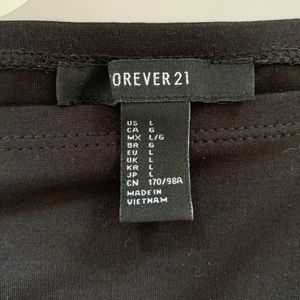 OREVER 21
US L
CA G
MX L/G
BR G
EU L
UK L
KR L
JP L
CN 170/98A
MADE IN
VIETNAM